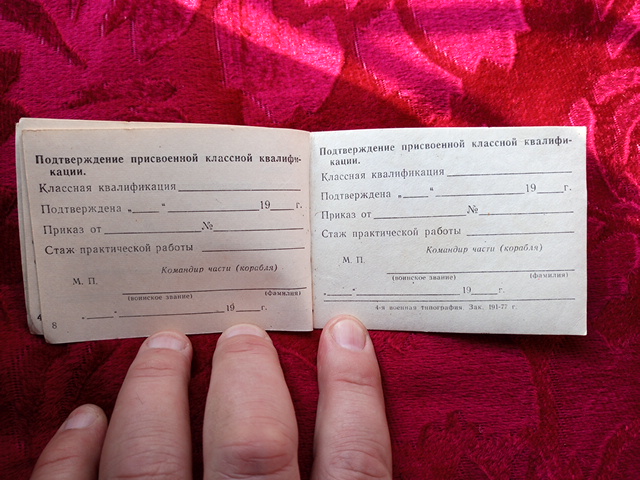 Подтверждение присвоенной классной квалифи-
кации.
Классная квалификация
Подтверждена „ “ 19 г.
Приказ от №
Стаж практической работы
М. П.
Командир части (корабля)
(воинское звание) (фамилия)
„ “ 19 г.
8
4
Подтверждение присвоенной классной квалифи-
кации.
Классная квалификация
Подтверждена „ “ 19 г.
Приказ от №
Стаж практической работы
Командир части (корабля)
М. П.
(воинское звание) (фамилия)
„ “ 19 г.
4-я военная типография. Зак. 191-77 г.